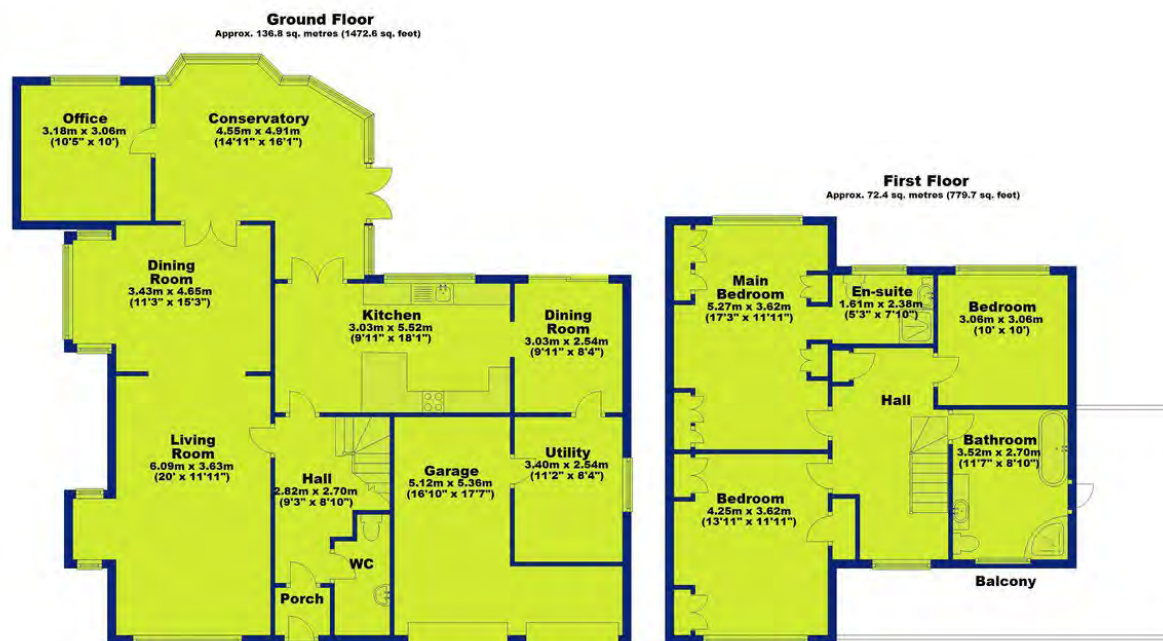 Ground Floor
Approx. 136.8 sq. metres (1472.6 sq. feet)
Office
3.18m x 3.06m
(10'5" x 10')
Conservatory
4.55m x 4.91m
(14'11" x 16'1")
Dining
Room
3.43m x 4.65m
(11'3" x 15'3")
Kitchen
3.03m x 5.52m
(9'11" x 18'1")
Dining
Room
3.03m x 2.54m
(9'11" x 8'4")
Living
Room
6.09m x 3.63m
(20' x 11'11")
Hall
2.82m x 2.70m
(9'3" x 8'10")
Garage
5.12m x 5.36m
(16'10" x 17'7")
Utility
3.40m x 2.54m
(11'2" x 8'4")
WC
Porch
First Floor
Approx. 72.4 sq. metres (779.7 sq. feet)
Main
Bedroom
5.27m x 3.62m
(17'3" x 11'11")
En-suite
1.61m x 2.38m
(5'3" x 7'10")
Bedroom
3.06m x 3.06m
(10' x 10')
Hall
Bathroom
3.52m x 2.70m
(11'7" x 8'10")
Bedroom
4.25m x 3.62m
(13'11" x 11'11")
Balcony